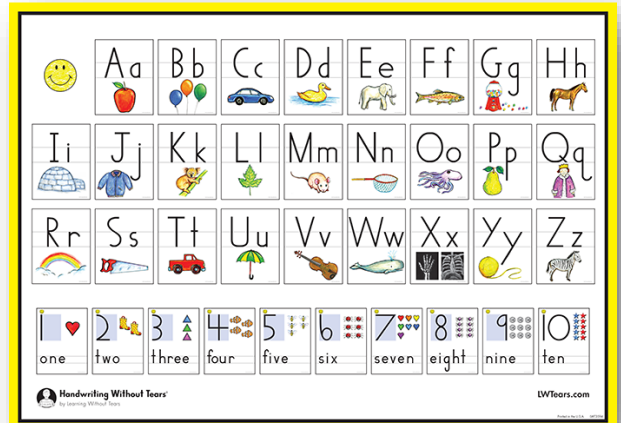 Aa Bb Cc Dd Ee Ff Gg Hh
Ii Jj Kk Ll Mm Nn Oo Pp Qq
Rr Ss Tt Uu Vv Ww Xx Yy Zz
1 2 3 4 5 6 7 8 9 10
one two three four five six seven eight nine ten
Handwriting Without Tears®
by Learning Without Tears
LWTears.com